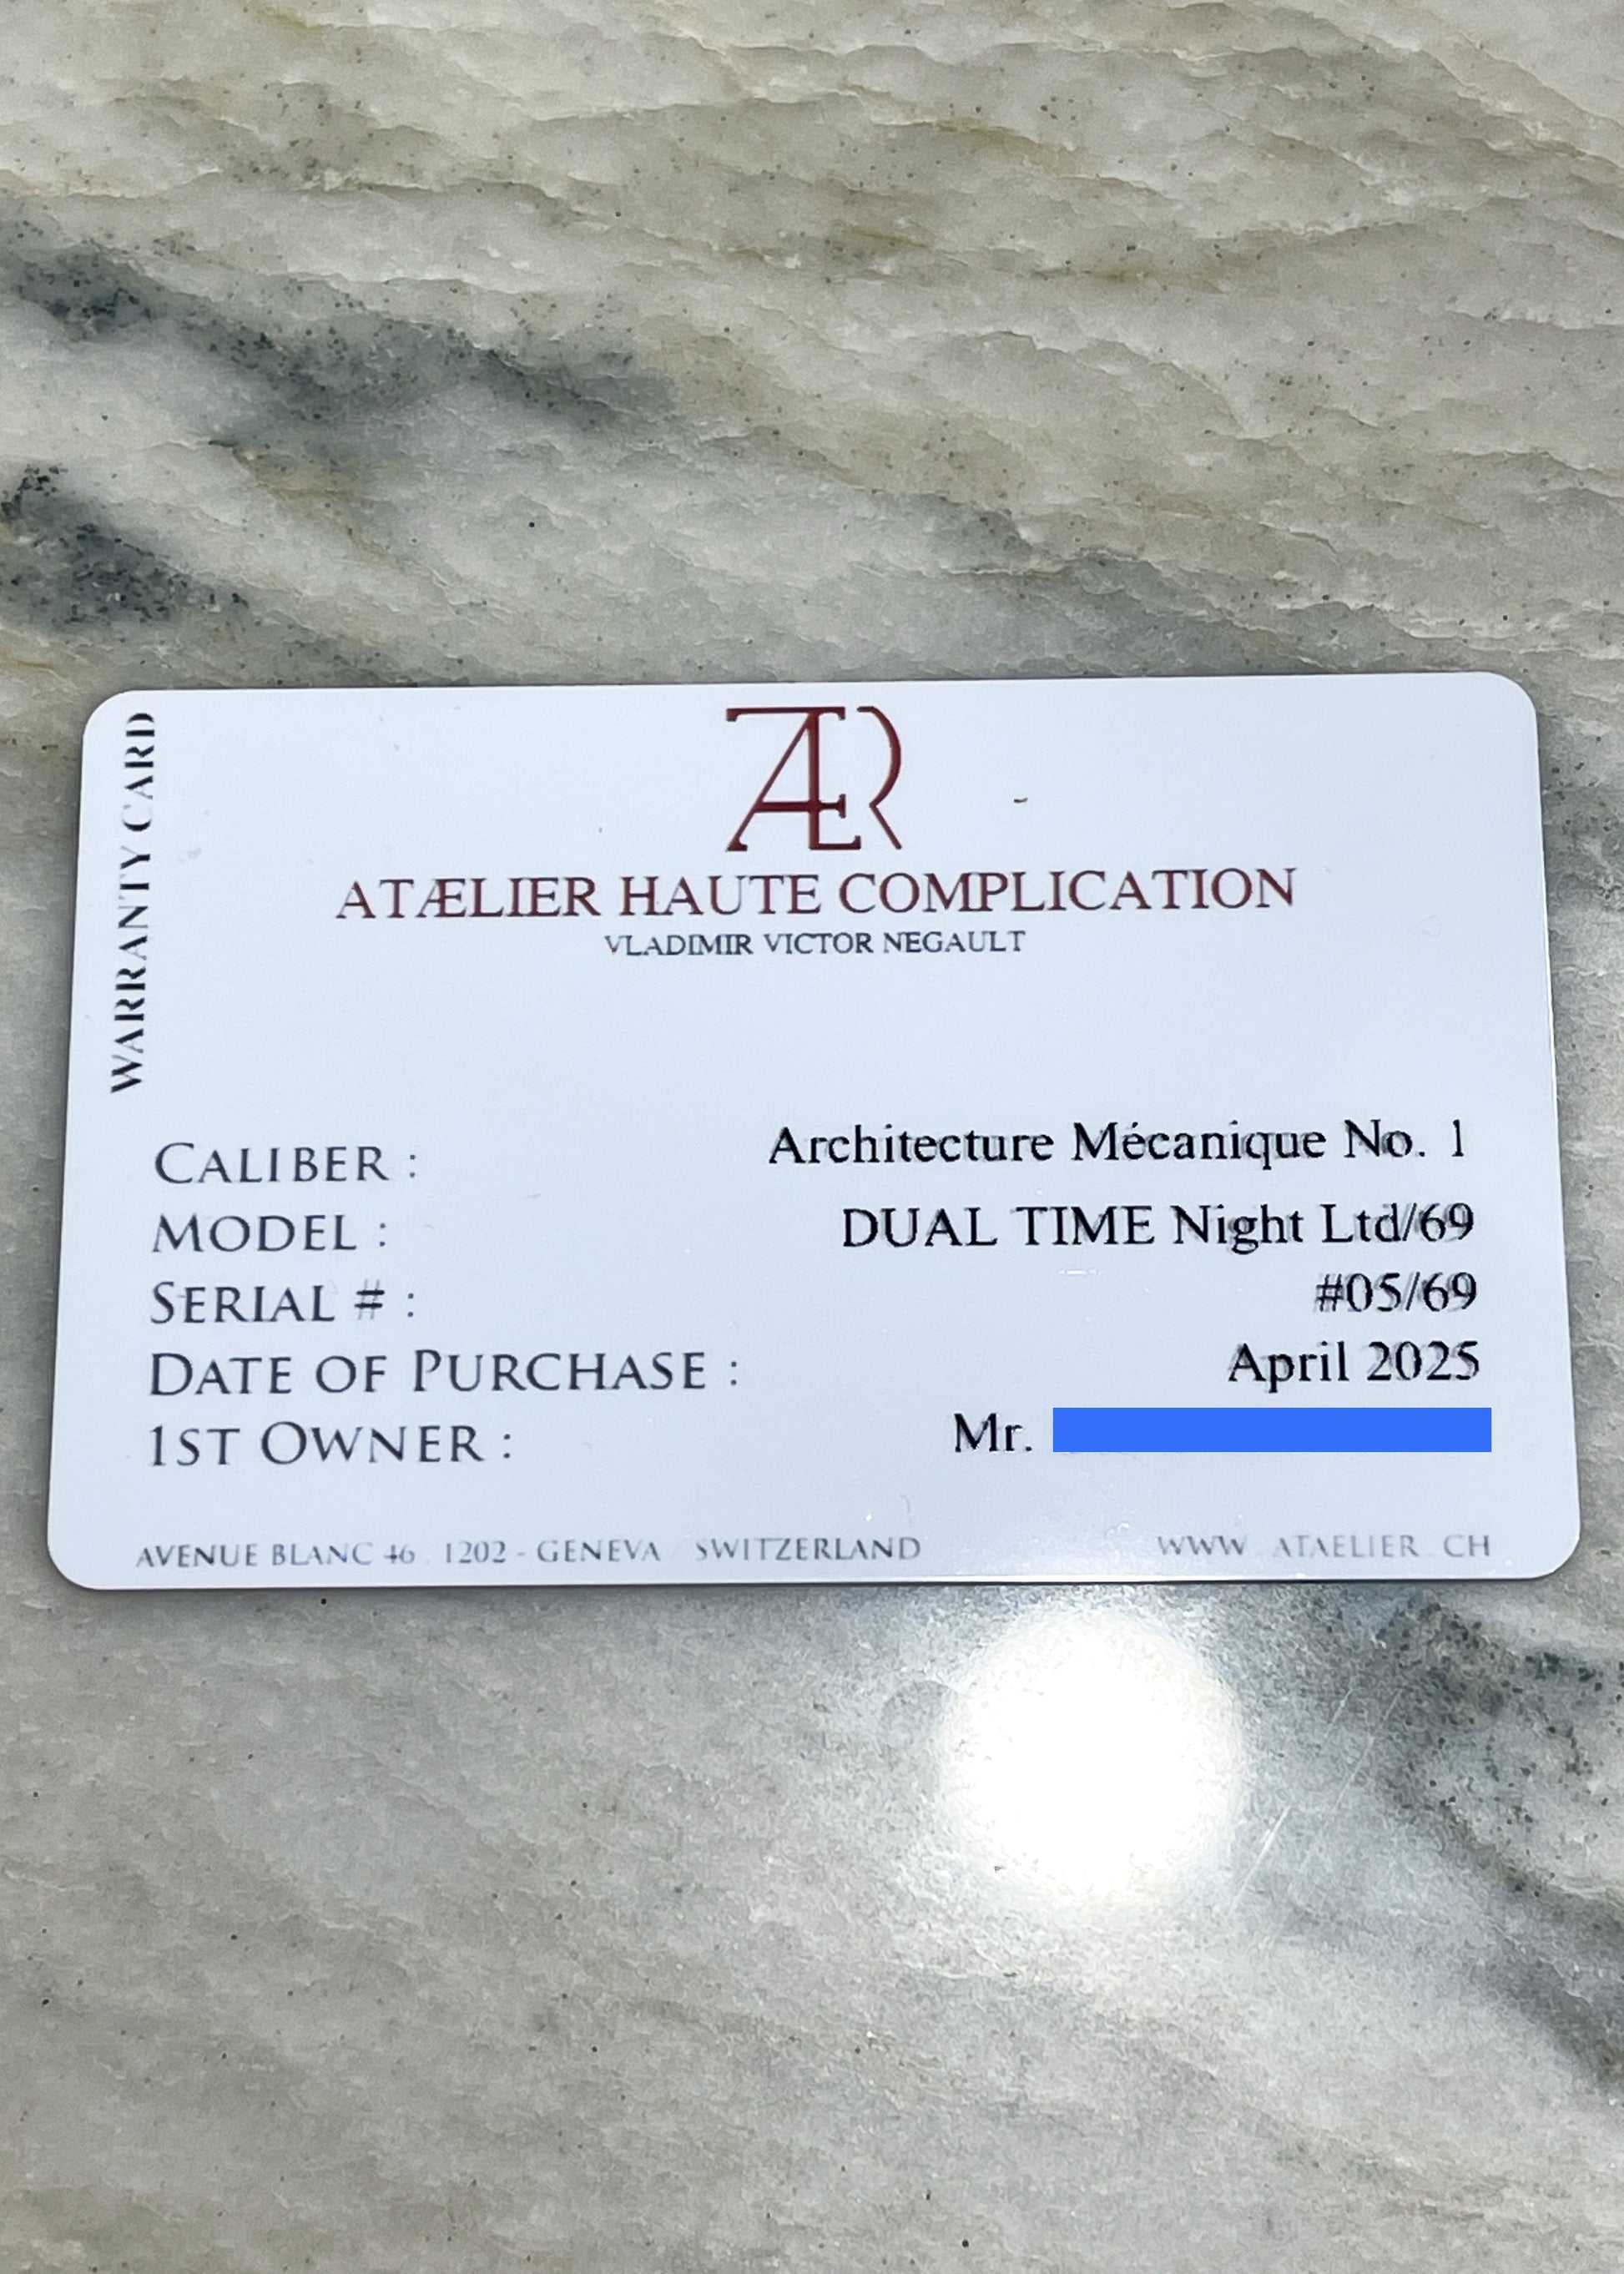 WARRANTY CARD
ÆR
ATÆLIER HAUTE COMPLICATION
VLADIMIR VICTOR NEGAULT
CALIBER : Architecture Mécanique No. 1
MODEL : DUAL TIME Night Ltd/69
SERIAL # : #05/69
DATE OF PURCHASE : April 2025
1ST OWNER : Mr.
AVENUE BLANC 46 . 1202 - GENEVA / SWITZERLAND WWW . ATAELIER . CH